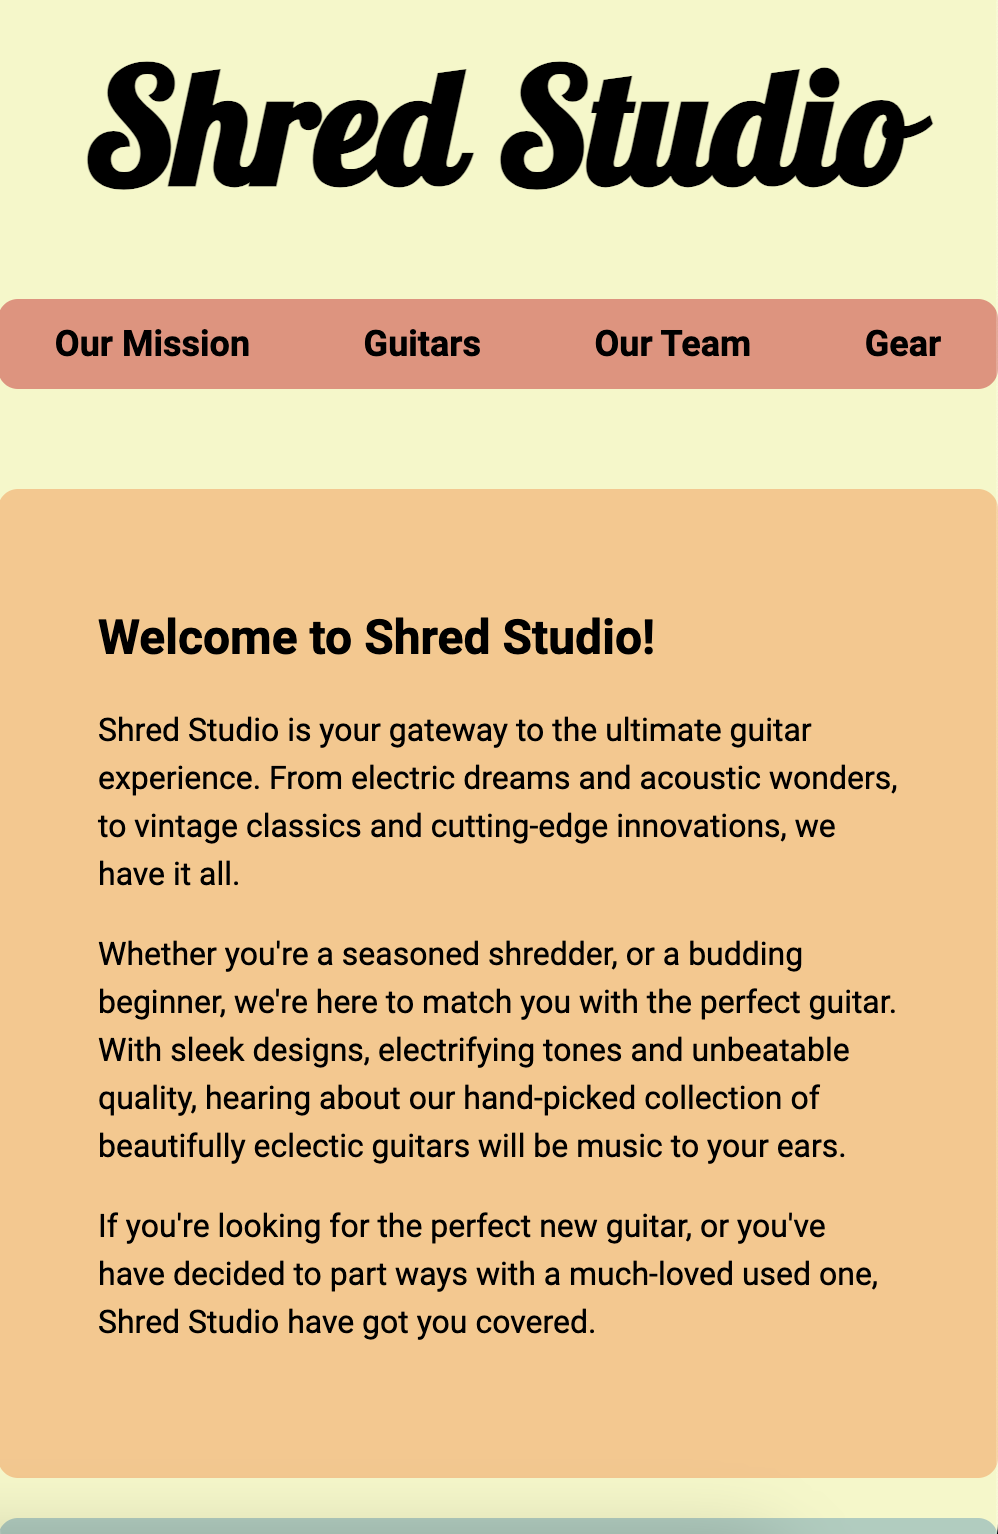 Shred Studio
Our Mission Guitars Our Team Gear
Welcome to Shred Studio!
Shred Studio is your gateway to the ultimate guitar
experience. From electric dreams and acoustic wonders,
to vintage classics and cutting-edge innovations, we
have it all.
Whether you're a seasoned shredder, or a budding
beginner, we're here to match you with the perfect guitar.
With sleek designs, electrifying tones and unbeatable
quality, hearing about our hand-picked collection of
beautifully eclectic guitars will be music to your ears.
If you're looking for the perfect new guitar, or you've
have decided to part ways with a much-loved used one,
Shred Studio have got you covered.